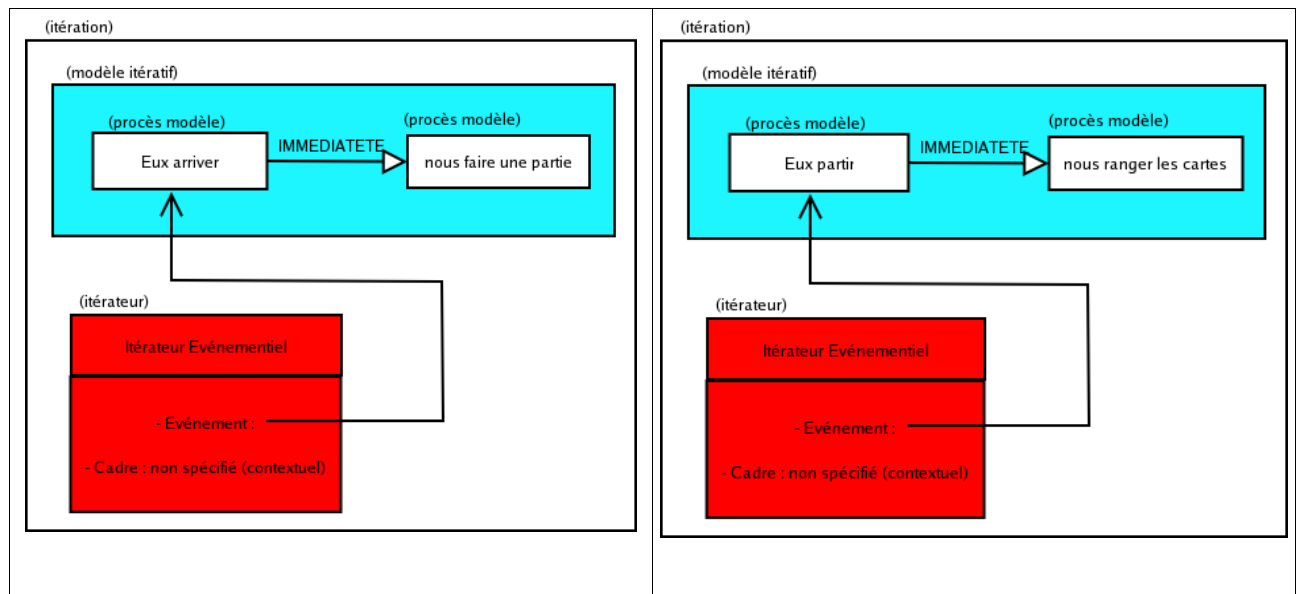 (itération)
(modèle itératif)
(procès modèle)
(procès modèle)
Eux arriver
IMMEDIATETE
nous faire une partie
(itérateur)
Itérateur Evénementiel
- Evénement :
- Cadre : non spécifié (contextuel)
(itération)
(modèle itératif)
(procès modèle)
(procès modèle)
Eux partir
IMMEDIATETE
nous ranger les cartes
(itérateur)
Itérateur Evénementiel
- Evénement :
- Cadre : non spécifié (contextuel)